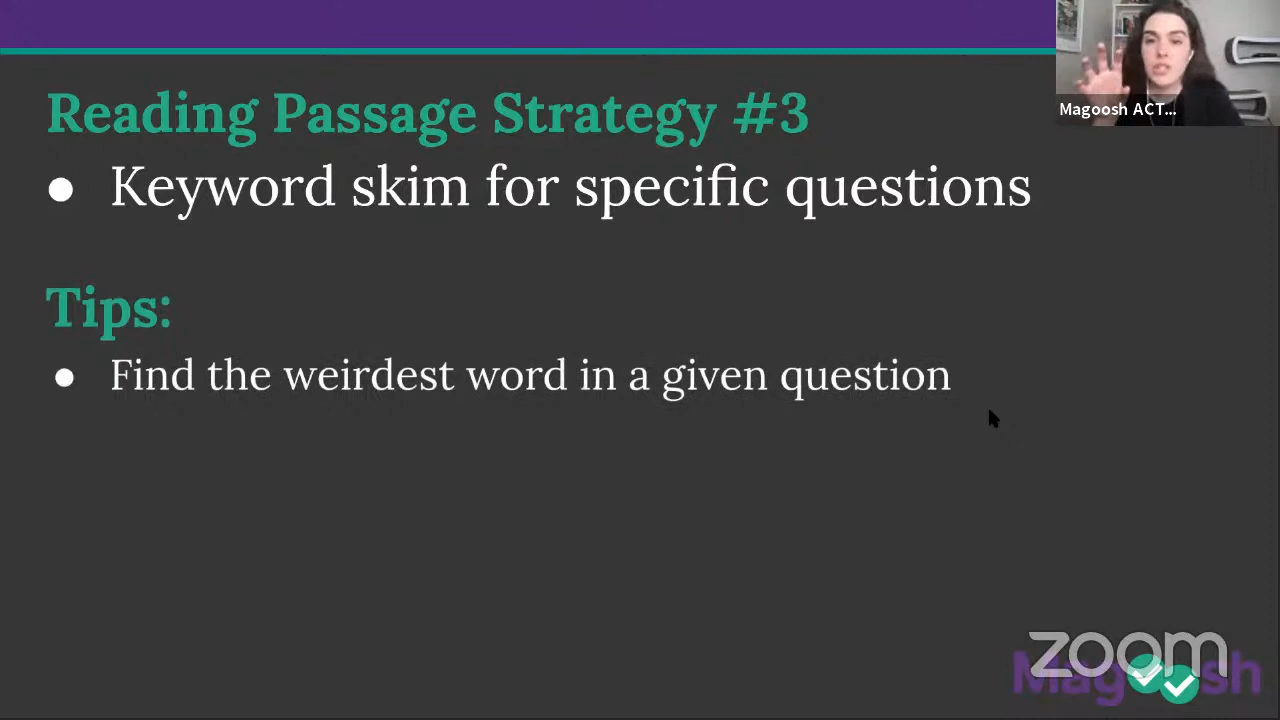 Magoosh ACT...
Reading Passage Strategy #3
● Keyword skim for specific questions
Tips:
● Find the weirdest word in a given question
zoom
Magoosh